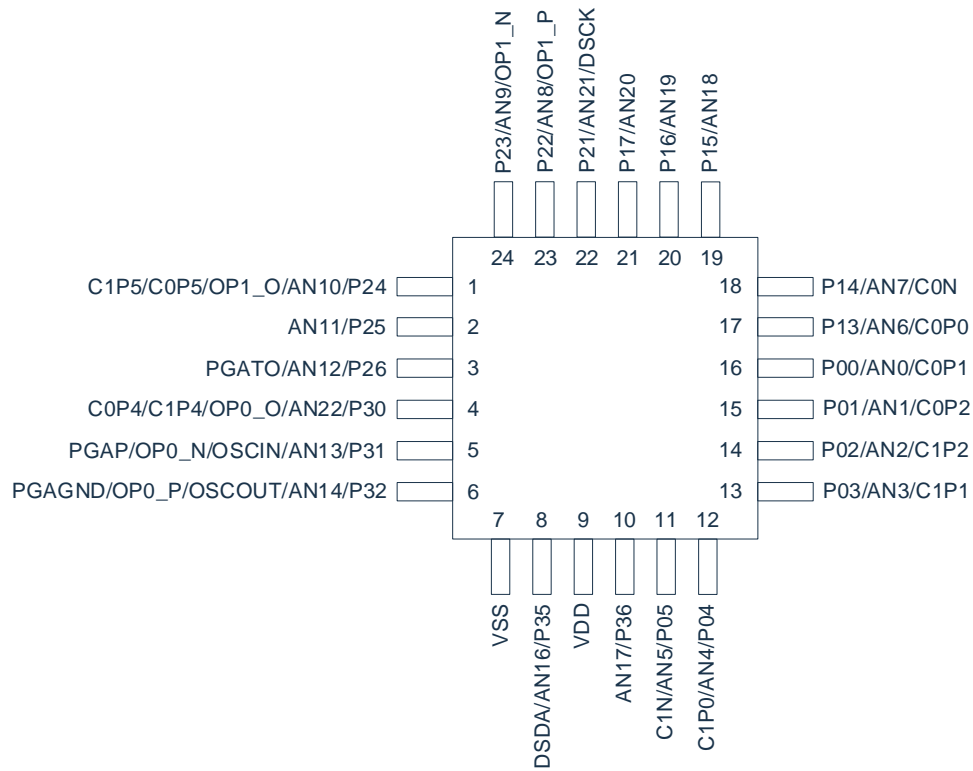 P23/AN9/OP1_N
P22/AN8/OP1_P
P21/AN21/DSCK
P17/AN20
P16/AN19
P15/AN18
24
23
22
21
20
19
C1P5/C0P5/OP1_O/AN10/P24
1
18
P14/AN7/C0N
AN11/P25
2
17
P13/AN6/C0P0
PGATO/AN12/P26
3
16
P00/AN0/C0P1
C0P4/C1P4/OP0_O/AN22/P30
4
15
P01/AN1/C0P2
PGAP/OP0_N/OSCIN/AN13/P31
5
14
P02/AN2/C1P2
PGAGND/OP0_P/OSCOUT/AN14/P32
6
13
P03/AN3/C1P1
7
8
9
10
11
12
VSS
DSDA/AN16/P35
VDD
AN17/P36
C1N/AN5/P05
C1P0/AN4/P04